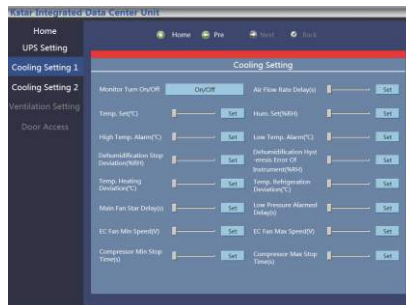 Kstar Integrated Data Center Unit
Home
UPS Setting
Cooling Setting 1
Cooling Setting 2
Ventilation Setting
Door Access
Home Pre Next Back
Cooling Setting
Monitor Turn On/Off On/Off Air Flow Rate Delay(s) Set
Temp. Set(℃) Set Hum. Set(%RH) Set
High Temp. Alarm(℃) Set Low Temp. Alarm(℃) Set
Dehumidification Stop
Deviation(%RH) Set
Dehumidification Hyst
-eresis Error Of
Instrument(%RH) Set
Temp. Heating
Deviation(℃) Set
Temp. Refrigeration
Deviation(℃) Set
Main Fan Star Delay(s) Set
Low Pressure Alarmed
Delay(s) Set
EC Fan Min Speed(V) Set EC Fan Max Speed(V) Set
Compressor Min Stop
Time(s) Set
Compressor Max Stop
Time(s) Set